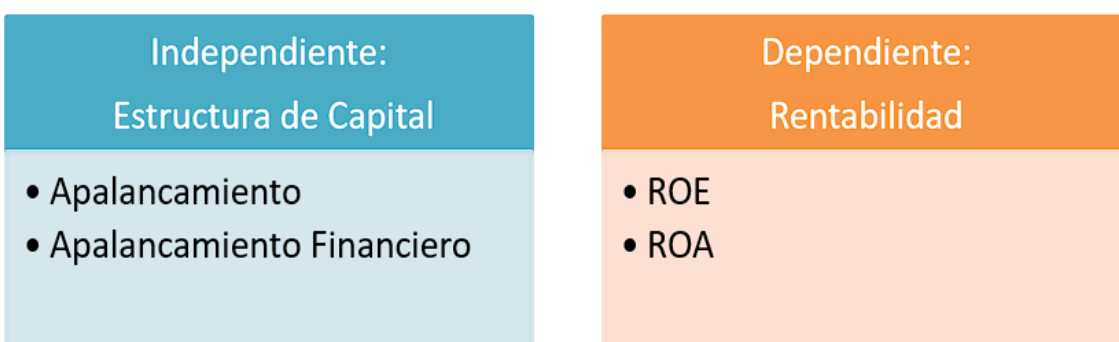 Independiente:
Estructura de Capital
• Apalancamiento
• Apalancamiento Financiero
Dependiente:
Rentabilidad
• ROE
• ROA